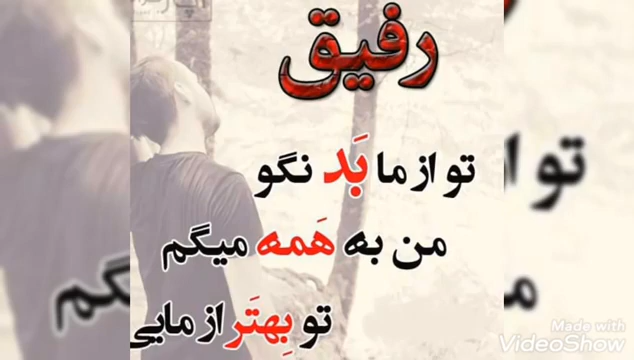 رفیق
تو از ما بَد نگو
من به هَمه میگم
تو بِهتَر از مایی
Made with
VideoShow